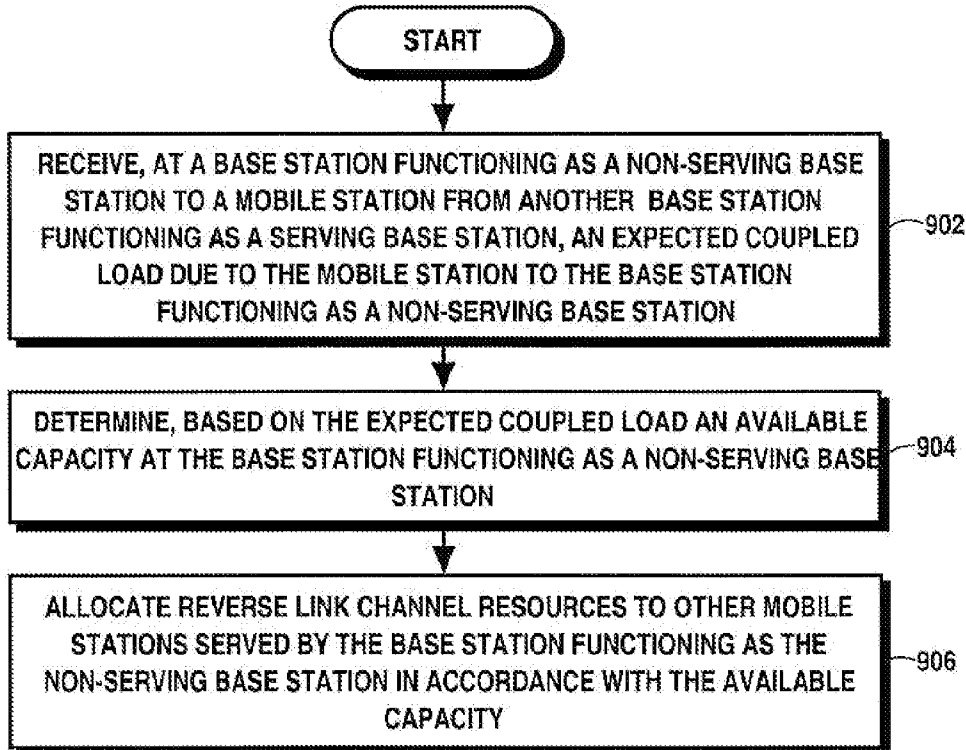 START
RECEIVE, AT A BASE STATION FUNCTIONING AS A NON-SERVING BASE
STATION TO A MOBILE STATION FROM ANOTHER BASE STATION
FUNCTIONING AS A SERVING BASE STATION, AN EXPECTED COUPLED
LOAD DUE TO THE MOBILE STATION TO THE BASE STATION
FUNCTIONING AS A NON-SERVING BASE STATION
902
DETERMINE, BASED ON THE EXPECTED COUPLED LOAD AN AVAILABLE
CAPACITY AT THE BASE STATION FUNCTIONING AS A NON-SERVING BASE
STATION
904
ALLOCATE REVERSE LINK CHANNEL RESOURCES TO OTHER MOBILE
STATIONS SERVED BY THE BASE STATION FUNCTIONING AS THE
NON-SERVING BASE STATION IN ACCORDANCE WITH THE AVAILABLE
CAPACITY
906